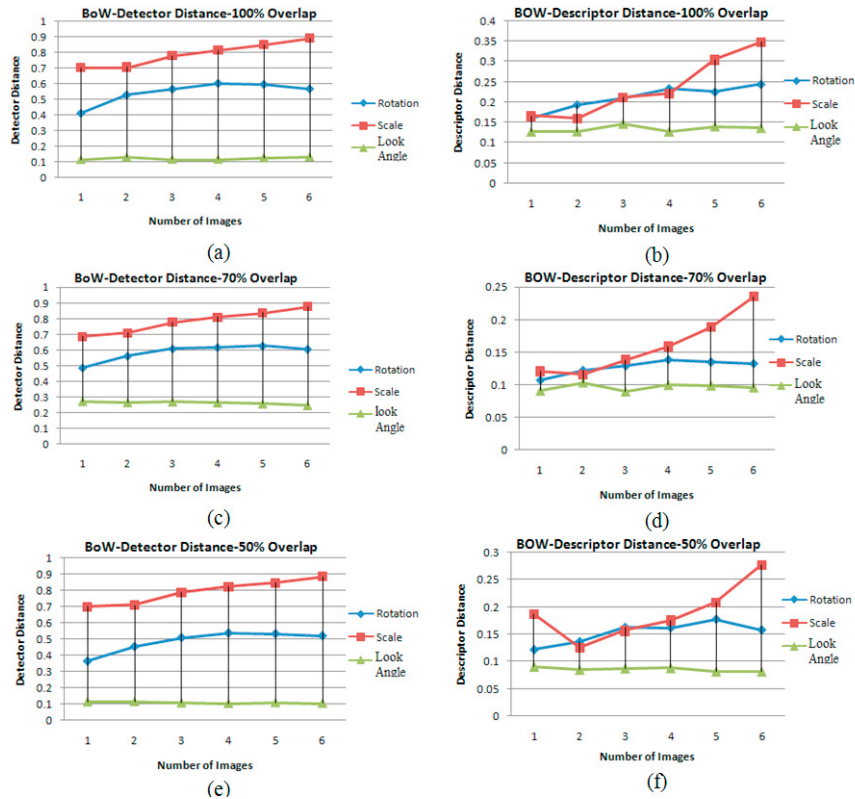 BoW-Detector Distance-100% Overlap
Detector Distance
1
0.9
0.8
0.7
0.6
0.5
0.4
0.3
0.2
0.1
0
1 2 3 4 5 6
Number of Images
Rotation
Scale
Look
Angle
(a)
BOW-Descriptor Distance-100% Overlap
Descriptor Distance
0.4
0.35
0.3
0.25
0.2
0.15
0.1
0.05
0
1 2 3 4 5 6
Number of Images
Rotation
Scale
Look
Angle
(b)
BoW-Detector Distance-70% Overlap
Detector Distance
1
0.9
0.8
0.7
0.6
0.5
0.4
0.3
0.2
0.1
0
1 2 3 4 5 6
Number of Images
Rotation
Scale
look
Angle
(c)
BOW-Descriptor Distance-70% Overlap
Descriptor Distance
0.25
0.2
0.15
0.1
0.05
0
1 2 3 4 5 6
Number of Images
Rotation
Scale
Look
Angle
(d)
BoW-Detector Distance-50% Overlap
Detector Distance
1
0.9
0.8
0.7
0.6
0.5
0.4
0.3
0.2
0.1
0
1 2 3 4 5 6
Number of Images
Rotation
Scale
Look
Angle
(e)
BOW-Descriptor Distance-50% Overlap
Descriptor Distance
0.3
0.25
0.2
0.15
0.1
0.05
0
1 2 3 4 5 6
Number of Images
Rotation
Scale
Look
Angle
(f)